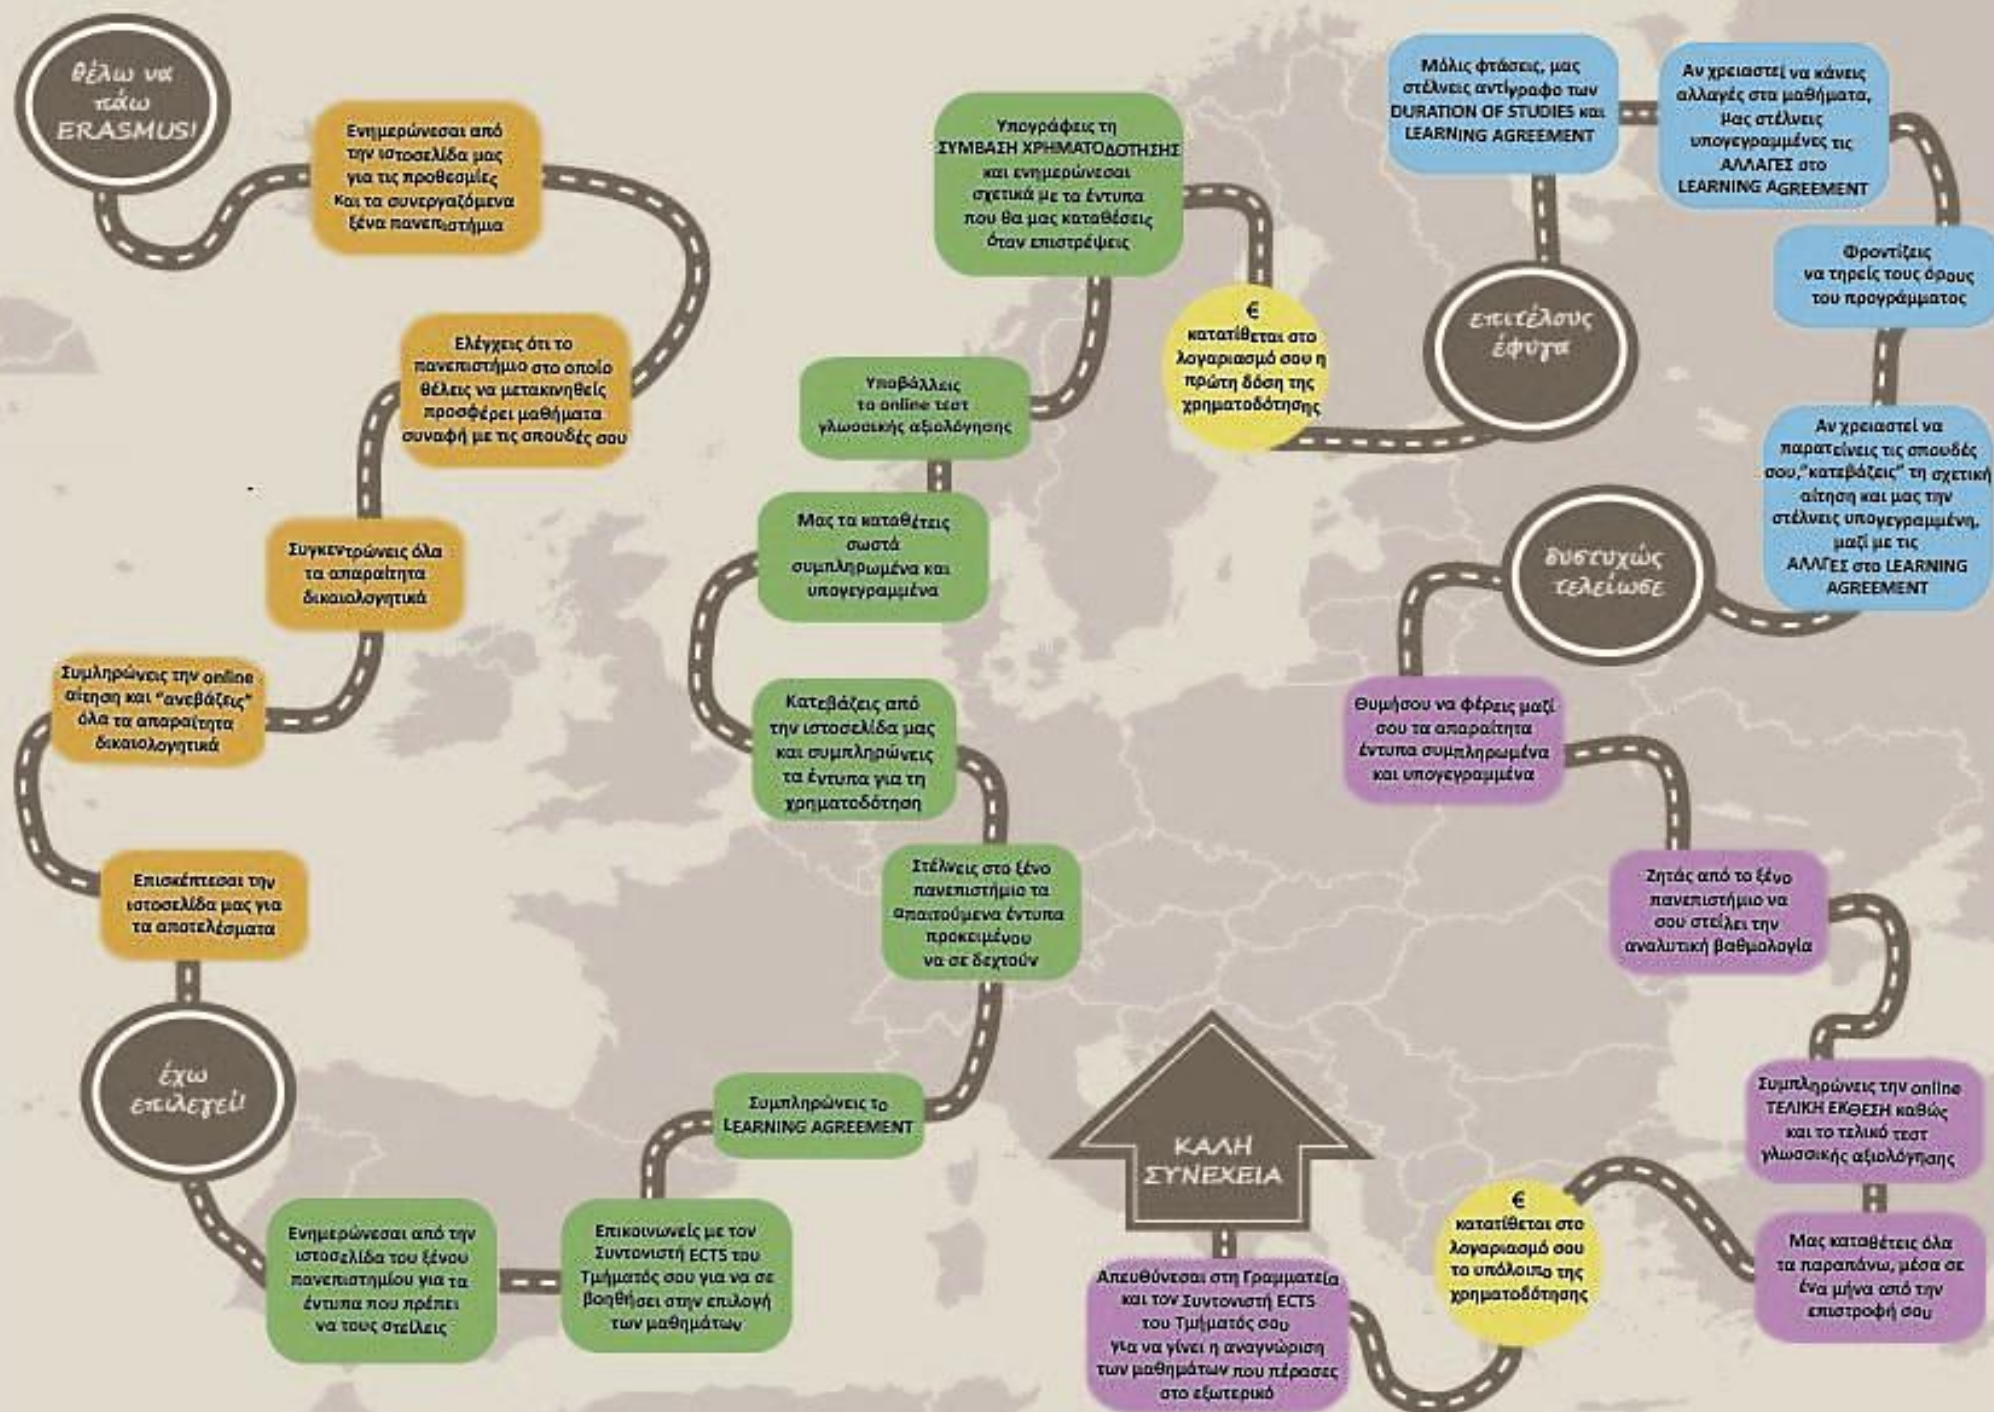 θέλω να
πάω
ERASMUS!
Ενημερώνεσαι από
την ιστοσελίδα μας
για τις προθεσμίες
και τα συνεργαζόμενα
ξένα πανεπιστήμια
Ελέγχεις ότι το
πανεπιστήμιο στο οποίο
θέλεις να μετακινηθείς
προσφέρει μαθήματα
συναφή με τις σπουδές σου
Συγκεντρώνεις όλα
τα απαραίτητα
δικαιολογητικά
Συμληρώνεις την online
αίτηση και "ανεβάζεις"
όλα τα απαραίτητα
δικαιολογητικά
Επισκέπτεσαι την
ιστοσελίδα μας για
τα αποτελέσματα
έχω
επιλεγεί!
Ενημερώνεσαι από την
ιστοσελίδα του ξένου
πανεπιστημίου για τα
έντυπα που πρέπει
να τους στείλεις
Επικοινωνείς με τον
Συντονιστή ECTS του
Τμήματός σου για να σε
βοηθήσει στην επιλογή
των μαθημάτων
Συμπληρώνεις το
LEARNING AGREEMENT
Στέλνεις στο ξένο
πανεπιστήμιο τα
απαιτούμενα έντυπα
προκειμένου
να σε δεχτούν
Κατεβάζεις από
την ιστοσελίδα μας
και συμπληρώνεις
τα έντυπα για τη
χρηματοδότηση
Μας τα καταθέτεις
σωστά
συμπληρωμένα και
υπογεγραμμένα
Υποβάλλεις
το online τεστ
γλωσσικής αξιολόγησης
Υπογράφεις τη
ΣΥΜΒΑΣΗ ΧΡΗΜΑΤΟΔΟΤΗΣΗΣ
και ενημερώνεσαι
σχετικά με τα έντυπα
που θα μας καταθέσεις
όταν επιστρέψεις
€
κατατίθεται στο
λογαριασμό σου η
πρώτη δόση της
χρηματοδότησης
επιτέλους
έφυγα
Μόλις φτάσεις, μας
στέλνεις αντίγραφο των
DURATION OF STUDIES και
LEARNING AGREEMENT
Αν χρειαστεί να κάνεις
αλλαγές στα μαθήματα,
μας στέλνεις
υπογεγραμμένες τις
ΑΛΛΑΓΕΣ στο
LEARNING AGREEMENT
Φροντίζεις
να τηρείς τους όρους
του προγράμματος
Αν χρειαστεί να
παρατείνεις τις σπουδές
σου,"κατεβάζεις" τη σχετική
αίτηση και μας την
στέλνεις υπογεγραμμένη,
μαζί με τις
ΑΛΛΓΕΣ στο LEARNING
AGREEMENT
δυστυχώς
τελείωσε
Θυμήσου να φέρεις μαζί
σου τα απαραίτητα
έντυπα συμπληρωμένα
και υπογεγραμμένα
Ζητάς από το ξένο
πανεπιστήμιο να
σου στείλει την
αναλυτική βαθμολογία
Συμπληρώνεις την online
ΤΕΛΙΚΗ ΕΚΘΕΣΗ καθώς
και το τελικό τεστ
γλωσσικής αξιολόγησης
Μας καταθέτεις όλα
τα παραπάνω, μέσα σε
ένα μήνα από την
επιστροφή σου
€
κατατίθεται στο
λογαριασμό σου
το υπόλοιπο της
χρηματοδότησης
Απευθύνεσαι στη Γραμματεία
και τον Συντονιστή ECTS
του Τμήματός σου
για να γίνει η αναγνώριση
των μαθημάτων που πέρασες
στο εξωτερικό
ΚΑΛΗ
ΣΥΝΕΧΕΙΑ